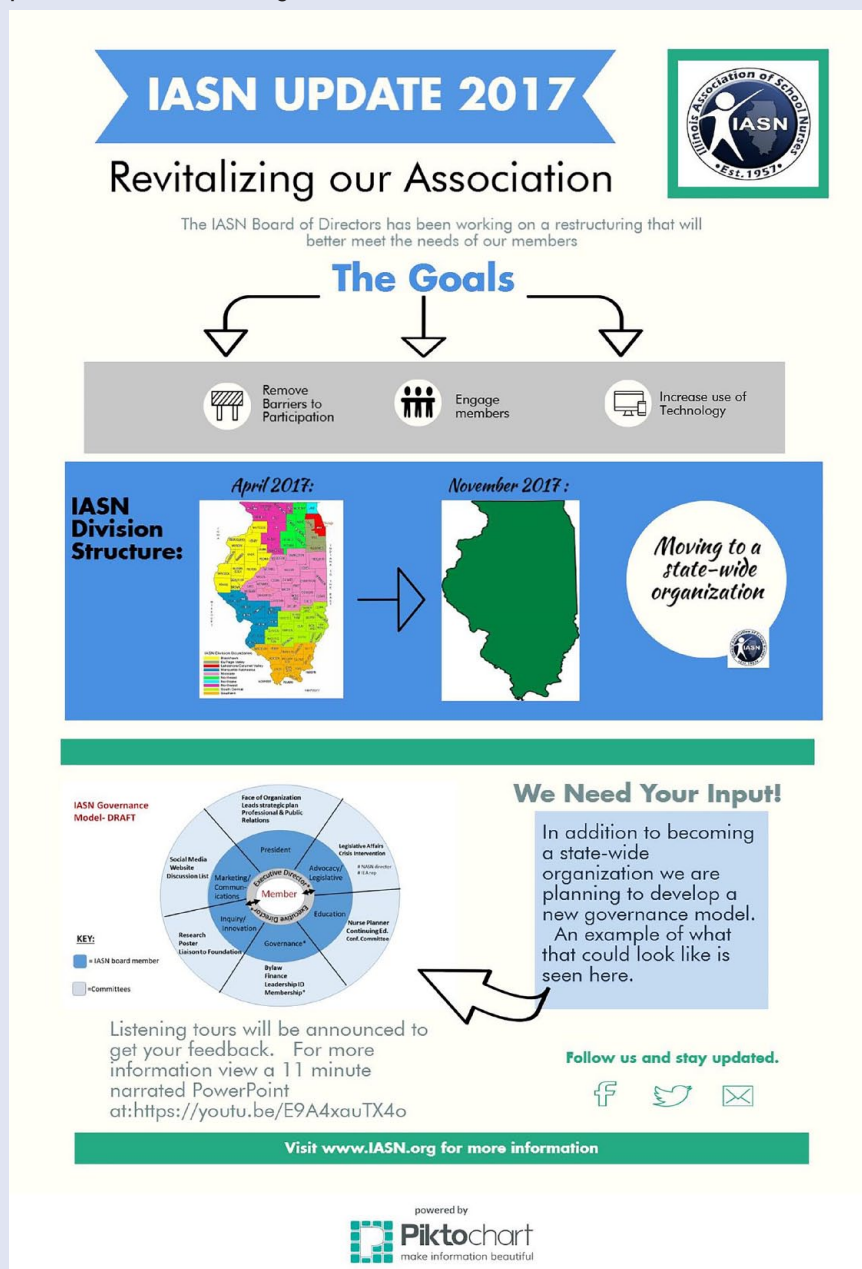 IASN UPDATE 2017
Illinois Association of School Nurses
IASN
Est. 1957
Revitalizing our Association
The IASN Board of Directors has been working on a restructuring that will
better meet the needs of our members
The Goals
Remove
Barriers to
Participation
Engage
members
Increase use of
Technology
IASN
Division
Structure:
April 2017:
November 2017 :
Moving to a
state-wide
organization
IASN
IASN Governance
Model- DRAFT
Face of Organization
Leads strategic plan
Professional & Public
Relations
President
Legislative Affairs
Crisis Intervention
Advocacy/
Legislative
Social Media
Website
Discussion List
Marketing/
Commun-
ications
Executive Director*
Member
Executive Director*
Education
Nurse Planner
Continuing Ed.
Conf. Committee
Inquiry/
Innovation
Research
Poster
Liaison to Foundation
Governance*
Bylaw
Finance
Leadership ID
Membership*
KEY:
= IASN board member
=Committees
We Need Your Input!
In addition to becoming
a state-wide
organization we are
planning to develop a
new governance model.
An example of what
that could look like is
seen here.
Listening tours will be announced to
get your feedback. For more
information view a 11 minute
narrated PowerPoint
at:https://youtu.be/E9A4xauTX4o
Follow us and stay updated.
Visit www.IASN.org for more information
powered by
Piktochart
make information beautiful